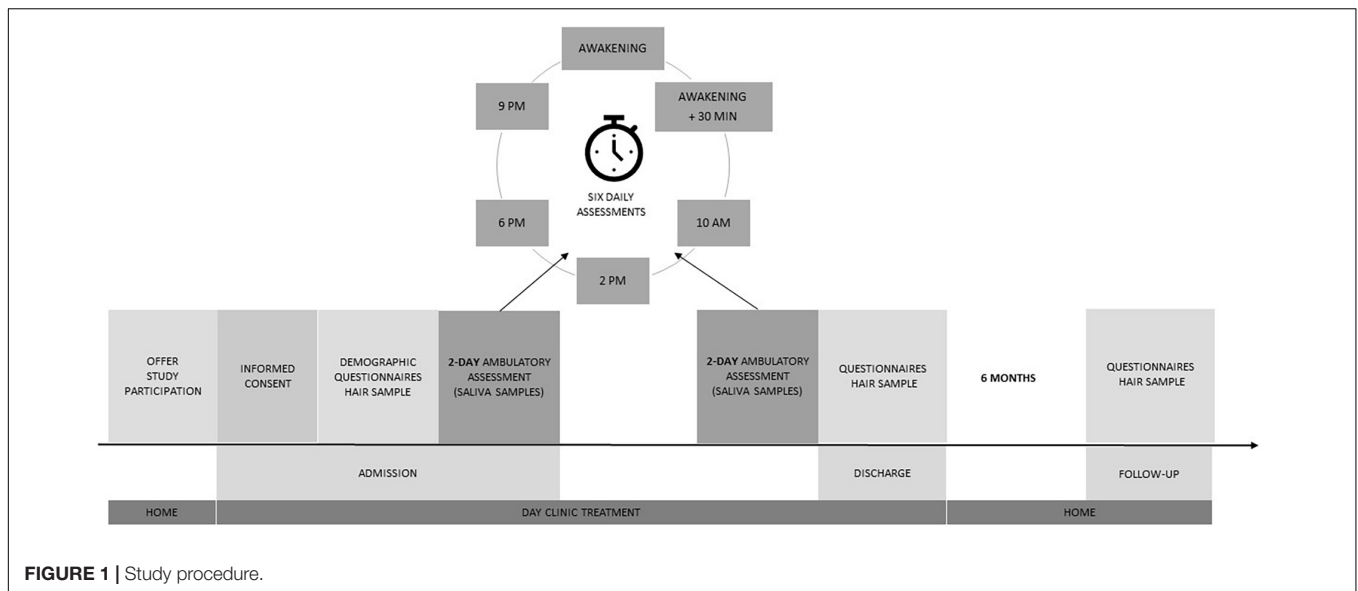 AWAKENING
9 PM
AWAKENING
+ 30 MIN
SIX DAILY
ASSESSMENTS
6 PM
10 AM
2 PM
OFFER
STUDY
PARTICIPATION
INFORMED
CONSENT
DEMOGRAPHIC
QUESTIONNAIRES
HAIR SAMPLE
2-DAY AMBULATORY
ASSESSMENT
(SALIVA SAMPLES)
2-DAY AMBULATORY
ASSESSMENT
(SALIVA SAMPLES)
QUESTIONNAIRES
HAIR SAMPLE
6 MONTHS
QUESTIONNAIRES
HAIR SAMPLE
ADMISSION
DISCHARGE
FOLLOW-UP
HOME
DAY CLINIC TREATMENT
HOME
FIGURE 1 | Study procedure.